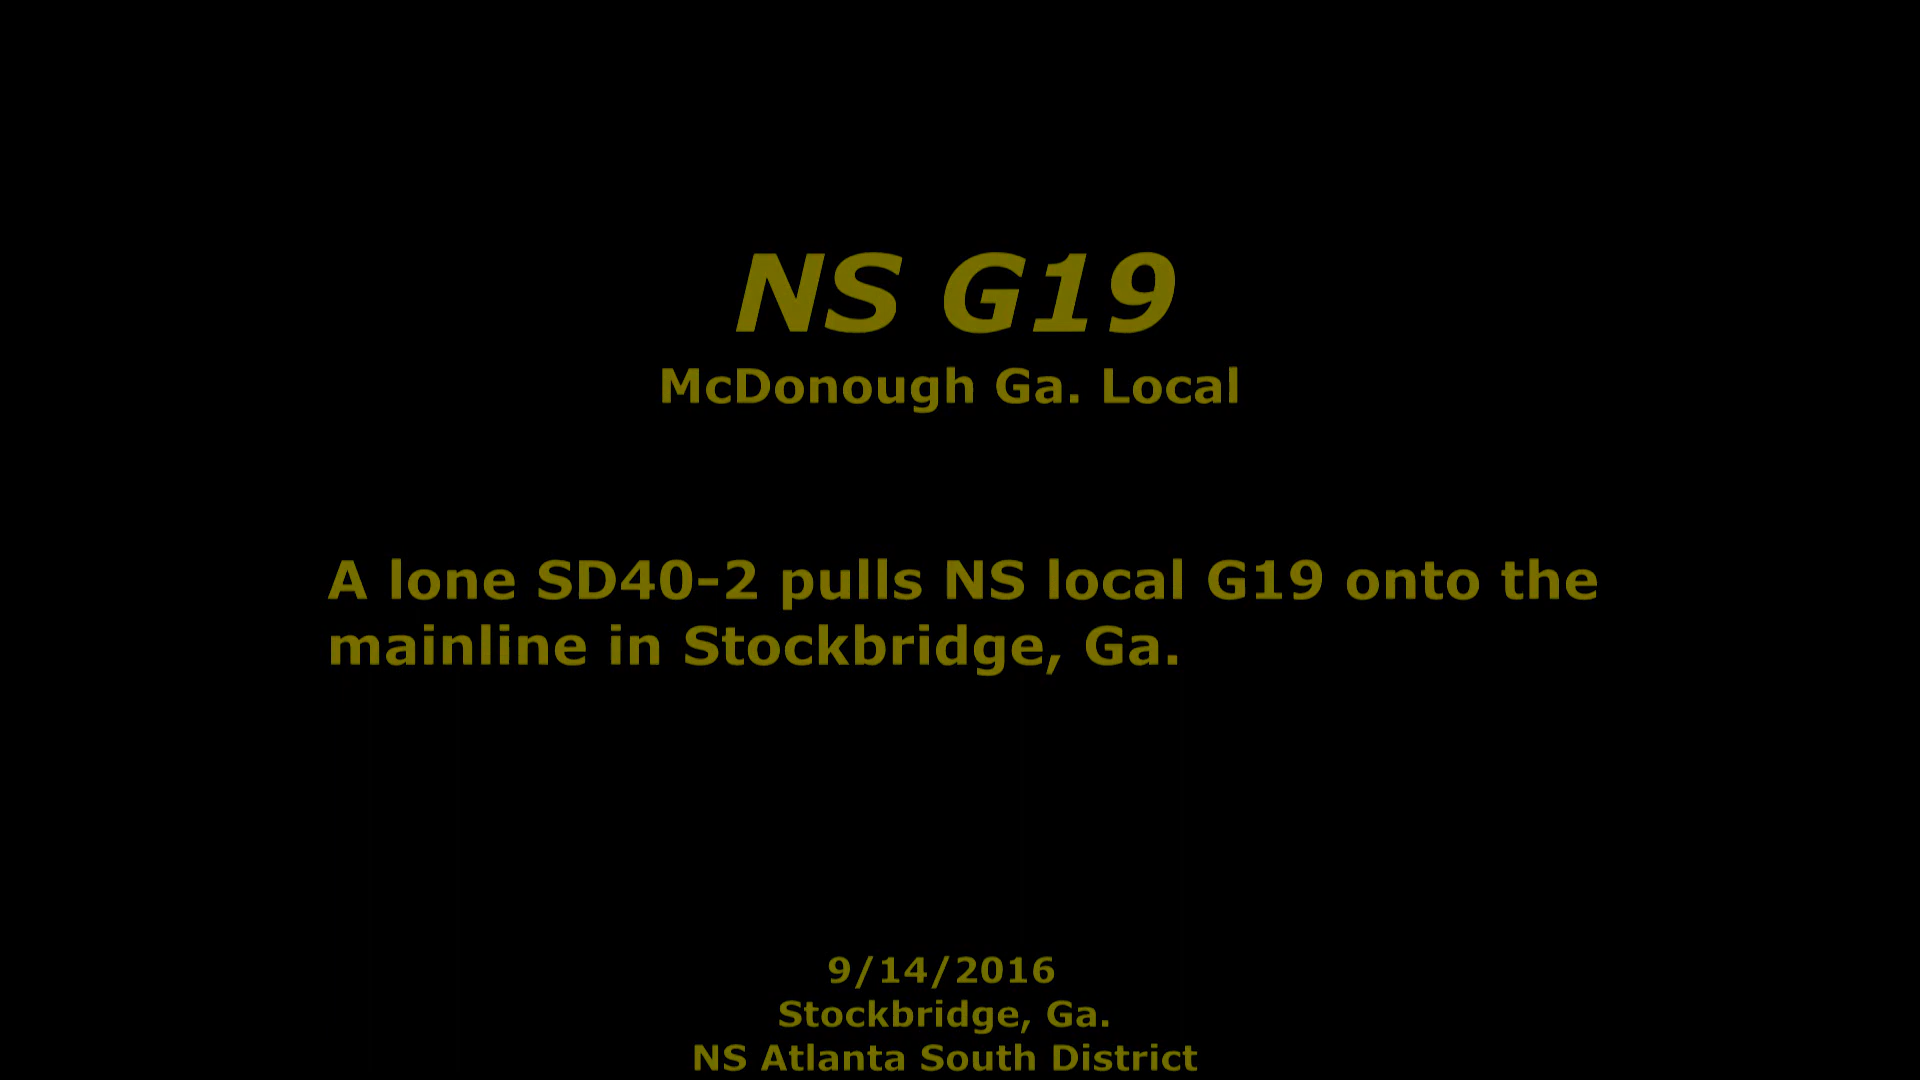 NS G19
McDonough Ga. Local
A lone SD40-2 pulls NS local G19 onto the
mainline in Stockbridge, Ga.
9/14/2016
Stockbridge, Ga.
NS Atlanta South District